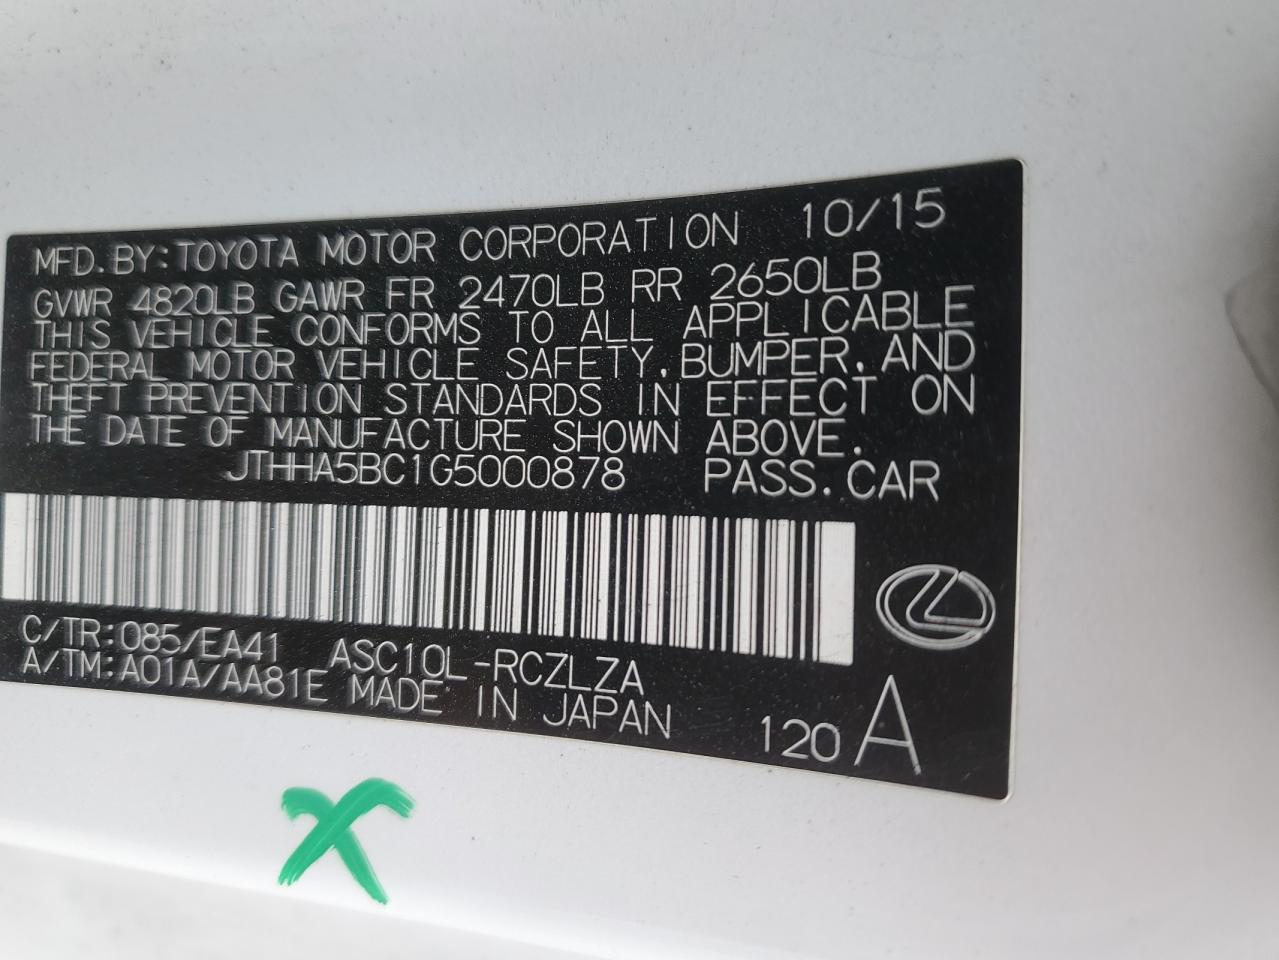 MFD.BY:TOYOTA MOTOR CORPORATION 10/15
GVWR 4820LB GAWR FR 2470LB RR 2650LB
THIS VEHICLE CONFORMS TO ALL APPLICABLE
FEDERAL MOTOR VEHICLE SAFETY,BUMPER,AND
THEFT PREVENTION STANDARDS IN EFFECT ON
THE DATE OF MANUFACTURE SHOWN ABOVE.
JTHHA5BC1G5000878 PASS.CAR
C/TR:085/EA41 ASC10L-RCZLZA
A/TM:A01A/AA81E MADE IN JAPAN 120 A